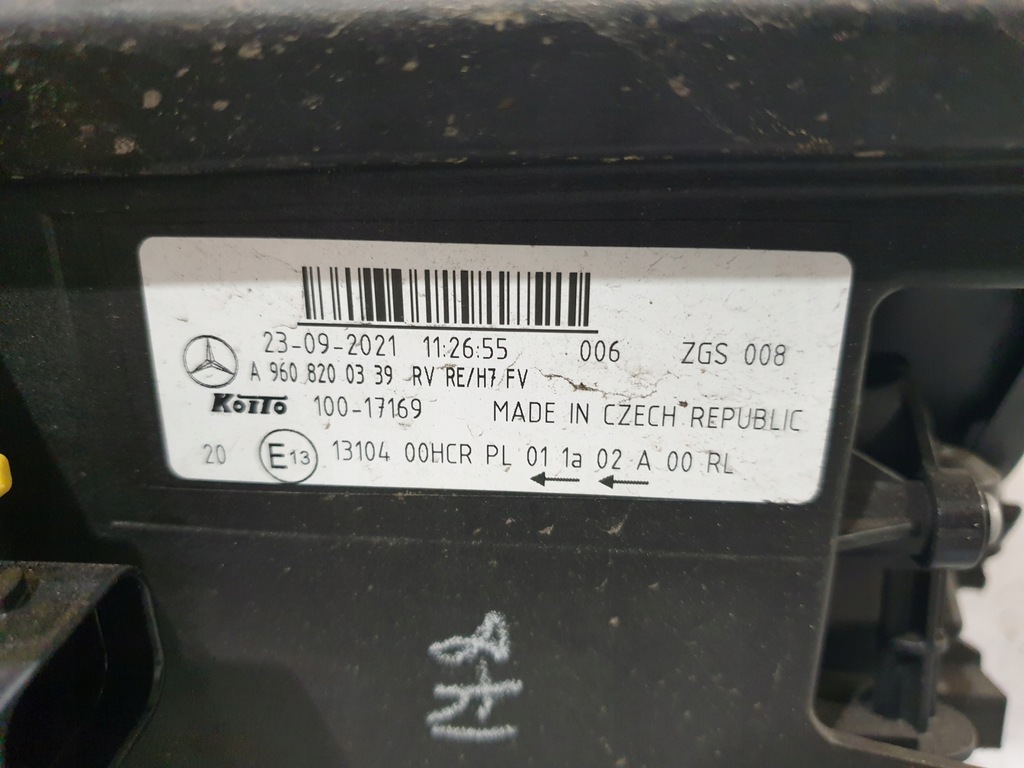 23-09-2021 11:26:55 006 ZGS 008
A 960 820 03 39 RV RE/H7 FV
KOITO 100-17169 MADE IN CZECH REPUBLIC
20 E13 13104 00HCR PL 01 1a 02 A 00 RL